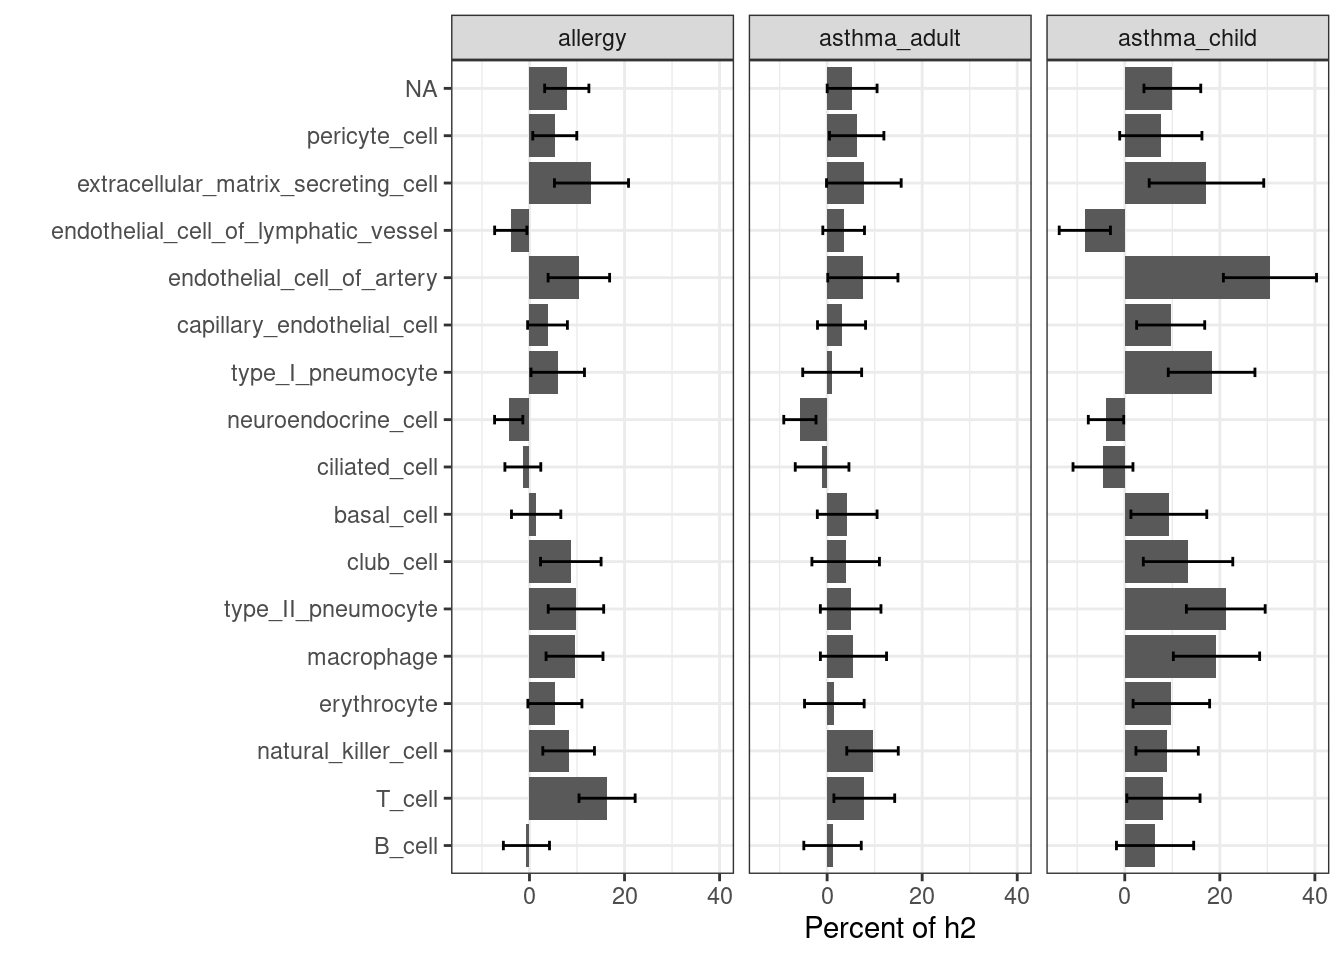 allergy
asthma_adult
asthma_child
NA
pericyte_cell
extracellular_matrix_secreting_cell
endothelial_cell_of_lymphatic_vessel
endothelial_cell_of_artery
capillary_endothelial_cell
type_I_pneumocyte
neuroendocrine_cell
ciliated_cell
basal_cell
club_cell
type_II_pneumocyte
macrophage
erythrocyte
natural_killer_cell
T_cell
B_cell
0 20 40 0 20 40 0 20 40
Percent of h2